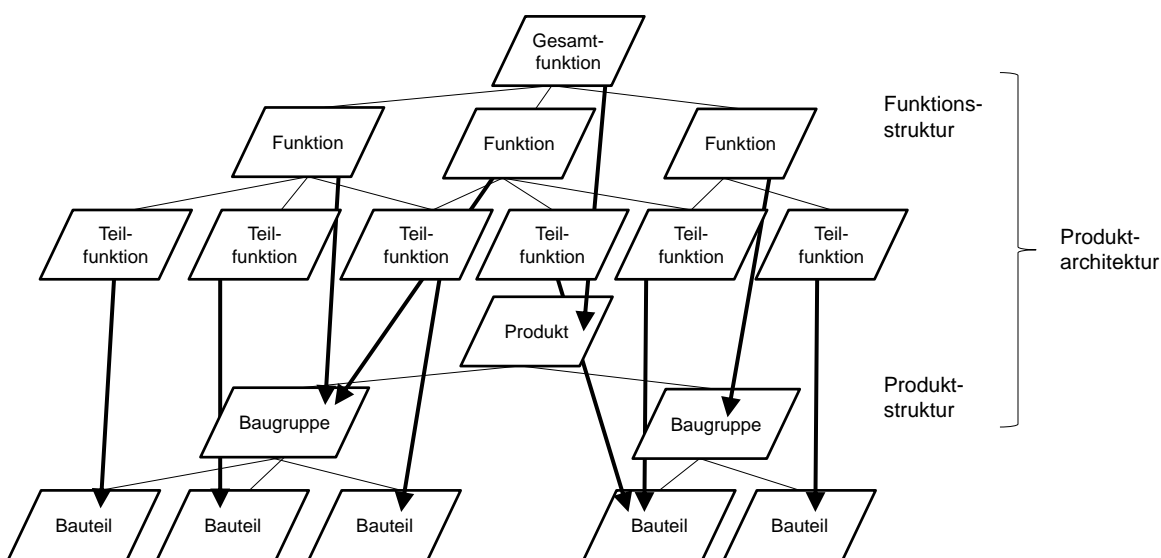 Gesamt-
funktion
Funktions-
struktur
Funktion
Funktion
Funktion
Teil-
funktion
Teil-
funktion
Teil-
funktion
Teil-
funktion
Teil-
funktion
Teil-
funktion
Produkt-
architektur
Produkt
Produkt-
struktur
Baugruppe
Baugruppe
Bauteil
Bauteil
Bauteil
Bauteil
Bauteil